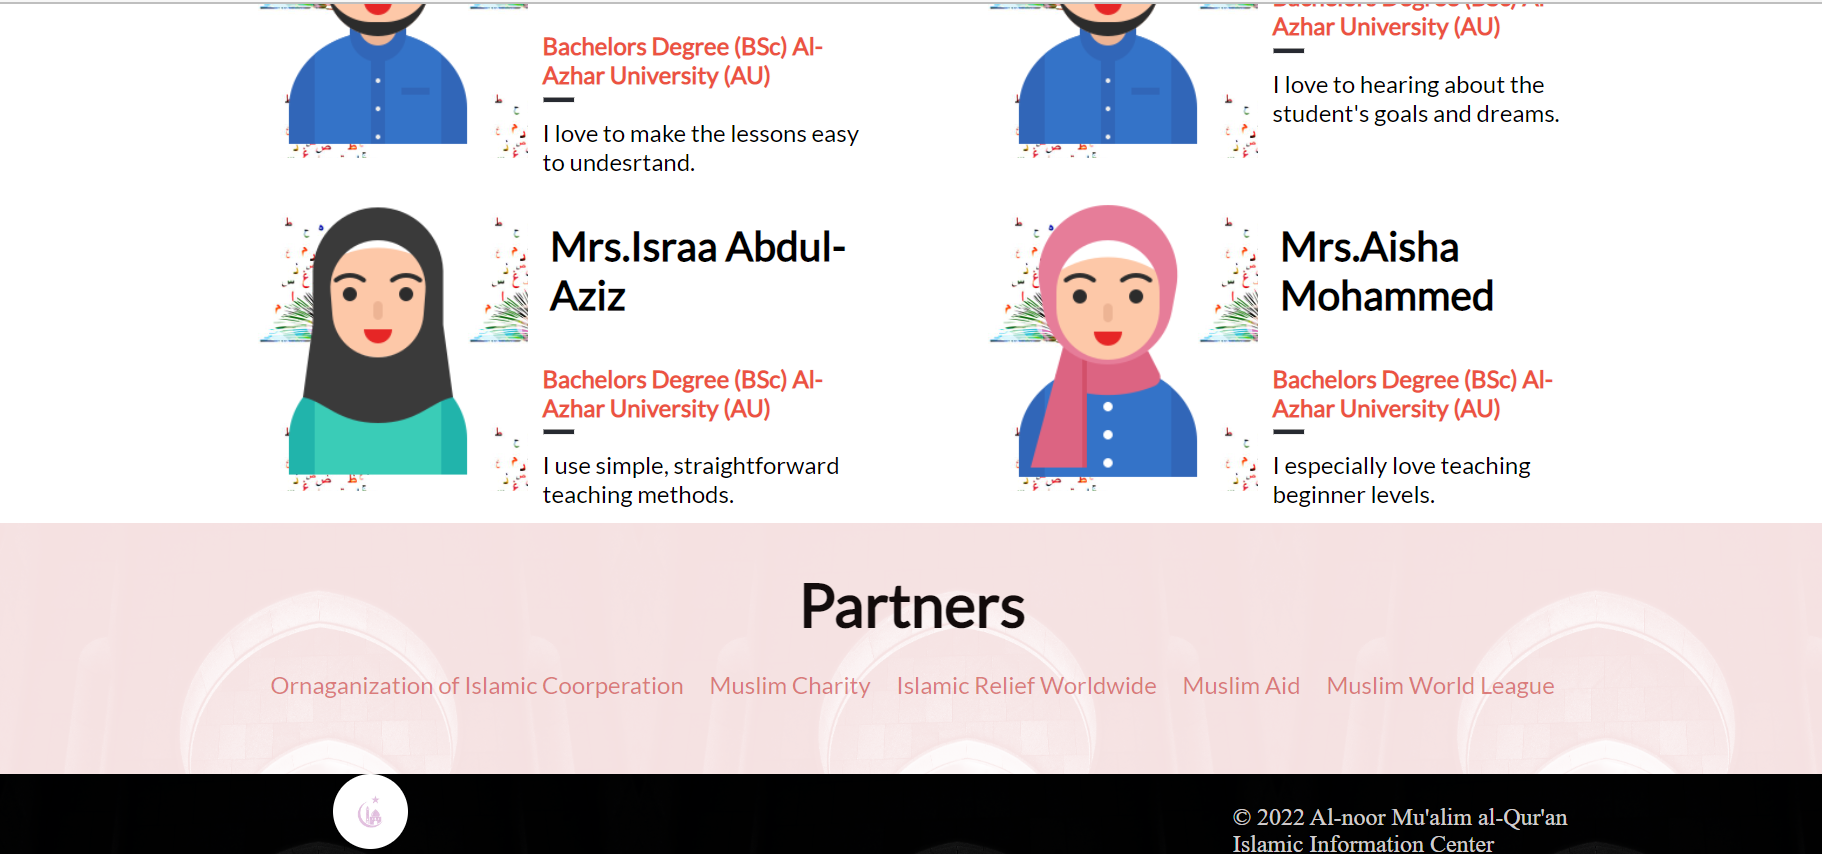 Bachelors Degree (BSc) Al-
Azhar University (AU)
I love to make the lessons easy
to undesrtand.
Bachelors Degree (BSc) Al-
Azhar University (AU)
I love to hearing about the
student's goals and dreams.
Mrs.Israa Abdul-
Aziz
Bachelors Degree (BSc) Al-
Azhar University (AU)
I use simple, straightforward
teaching methods.
Mrs.Aisha
Mohammed
Bachelors Degree (BSc) Al-
Azhar University (AU)
I especially love teaching
beginner levels.
Partners
Ornaganization of Islamic Coorperation Muslim Charity Islamic Relief Worldwide Muslim Aid Muslim World League
© 2022 Al-noor Mu'alim al-Qur'an
Islamic Information Center